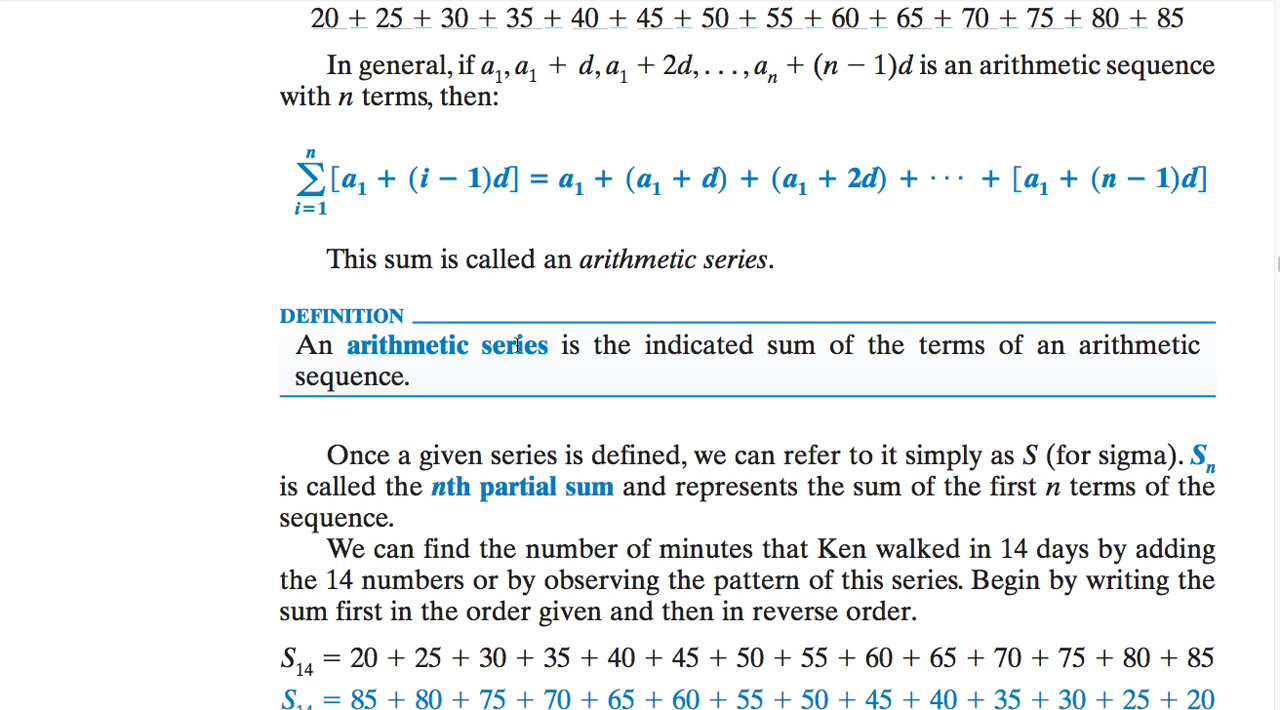 20 + 25 + 30 + 35 + 40 + 45 + 50 + 55 + 60 + 65 + 70 + 75 + 80 + 85
In general, if a₁, a₁ + d, a₁ + 2d, . . . , aₙ + (n − 1)d is an arithmetic sequence
with n terms, then:
n
∑[a₁ + (i − 1)d] = a₁ + (a₁ + d) + (a₁ + 2d) + ··· + [a₁ + (n − 1)d]
i=1
This sum is called an arithmetic series.
DEFINITION
An arithmetic series is the indicated sum of the terms of an arithmetic
sequence.
Once a given series is defined, we can refer to it simply as S (for sigma). Sₙ
is called the nth partial sum and represents the sum of the first n terms of the
sequence.
We can find the number of minutes that Ken walked in 14 days by adding
the 14 numbers or by observing the pattern of this series. Begin by writing the
sum first in the order given and then in reverse order.
S₁₄ = 20 + 25 + 30 + 35 + 40 + 45 + 50 + 55 + 60 + 65 + 70 + 75 + 80 + 85
S₁₄ = 85 + 80 + 75 + 70 + 65 + 60 + 55 + 50 + 45 + 40 + 35 + 30 + 25 + 20